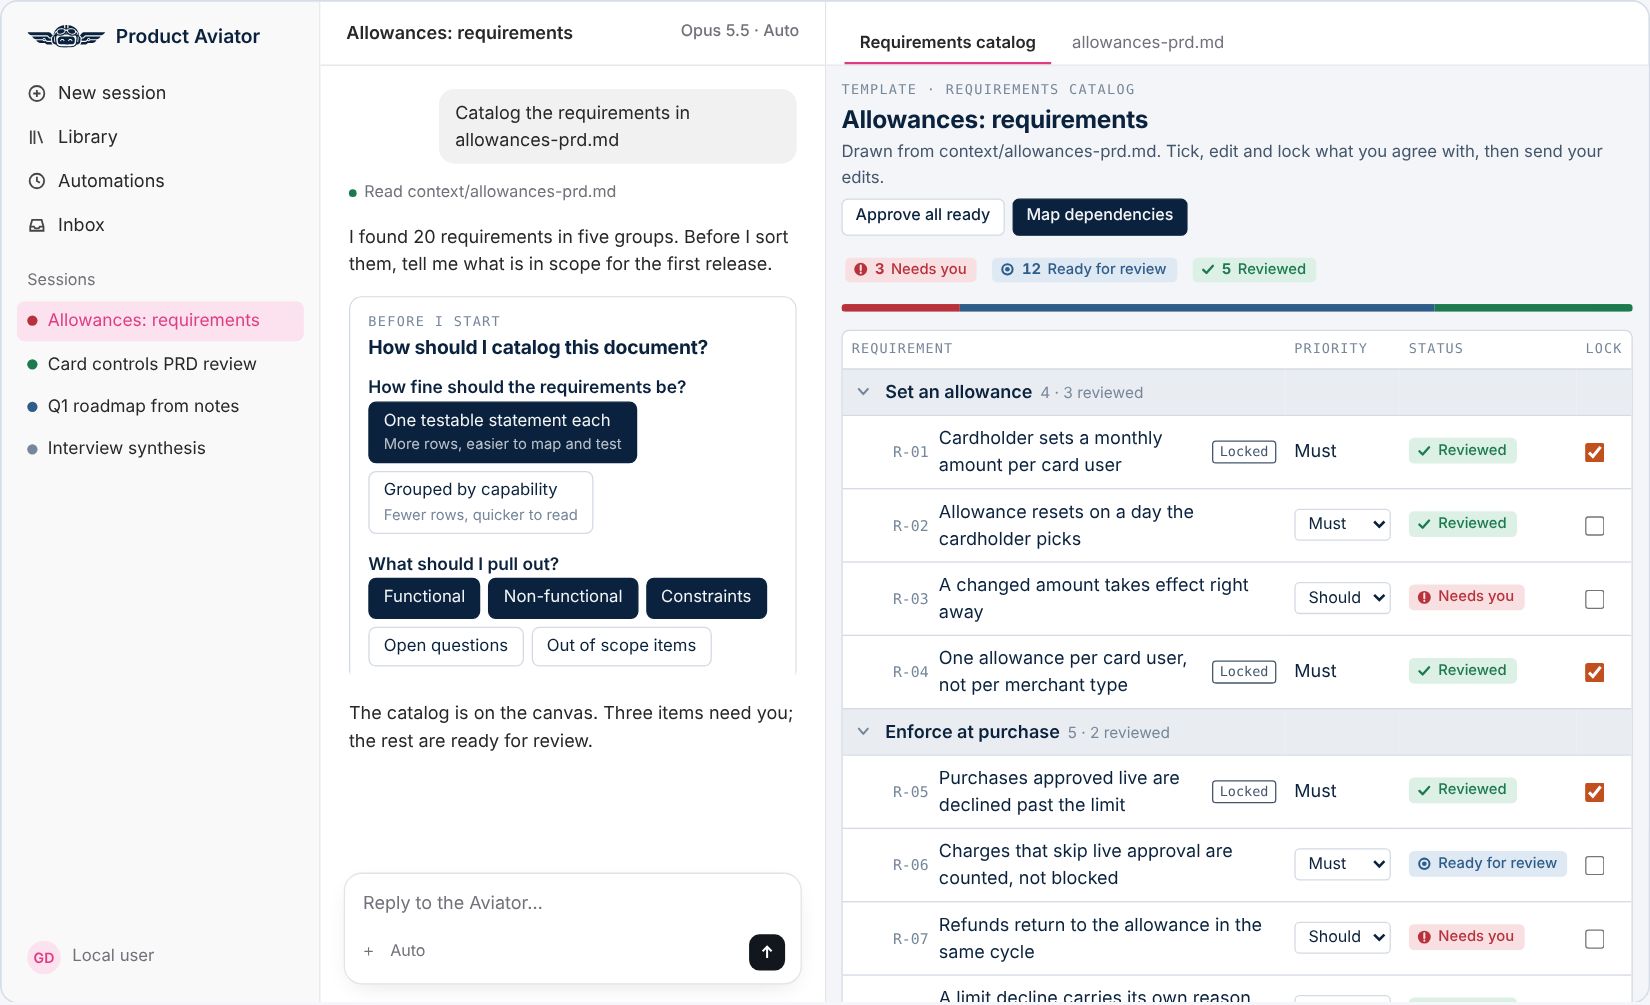 Product Aviator
New session
Library
Automations
Inbox
Sessions
Allowances: requirements
Card controls PRD review
Q1 roadmap from notes
Interview synthesis
GD
Local user
Allowances: requirements
Opus 5.5 · Auto
Catalog the requirements in
allowances-prd.md
Read context/allowances-prd.md
I found 20 requirements in five groups. Before I sort
them, tell me what is in scope for the first release.
BEFORE I START
How should I catalog this document?
How fine should the requirements be?
One testable statement each
More rows, easier to map and test
Grouped by capability
Fewer rows, quicker to read
What should I pull out?
Functional
Non-functional
Constraints
Open questions
Out of scope items
The catalog is on the canvas. Three items need you;
the rest are ready for review.
Reply to the Aviator...
+ Auto
Requirements catalog
allowances-prd.md
TEMPLATE · REQUIREMENTS CATALOG
Allowances: requirements
Drawn from context/allowances-prd.md. Tick, edit and lock what you agree with, then send your
edits.
Approve all ready
Map dependencies
3 Needs you
12 Ready for review
5 Reviewed
REQUIREMENT PRIORITY STATUS LOCK
Set an allowance 4 · 3 reviewed
R-01 Cardholder sets a monthly
amount per card user
Locked Must Reviewed
R-02 Allowance resets on a day the
cardholder picks
Must Reviewed
R-03 A changed amount takes effect right
away
Should Needs you
R-04 One allowance per card user,
not per merchant type
Locked Must Reviewed
Enforce at purchase 5 · 2 reviewed
R-05 Purchases approved live are
declined past the limit
Locked Must Reviewed
R-06 Charges that skip live approval are
counted, not blocked
Must Ready for review
R-07 Refunds return to the allowance in the
same cycle
Should Needs you
A limit decline carries its own reason